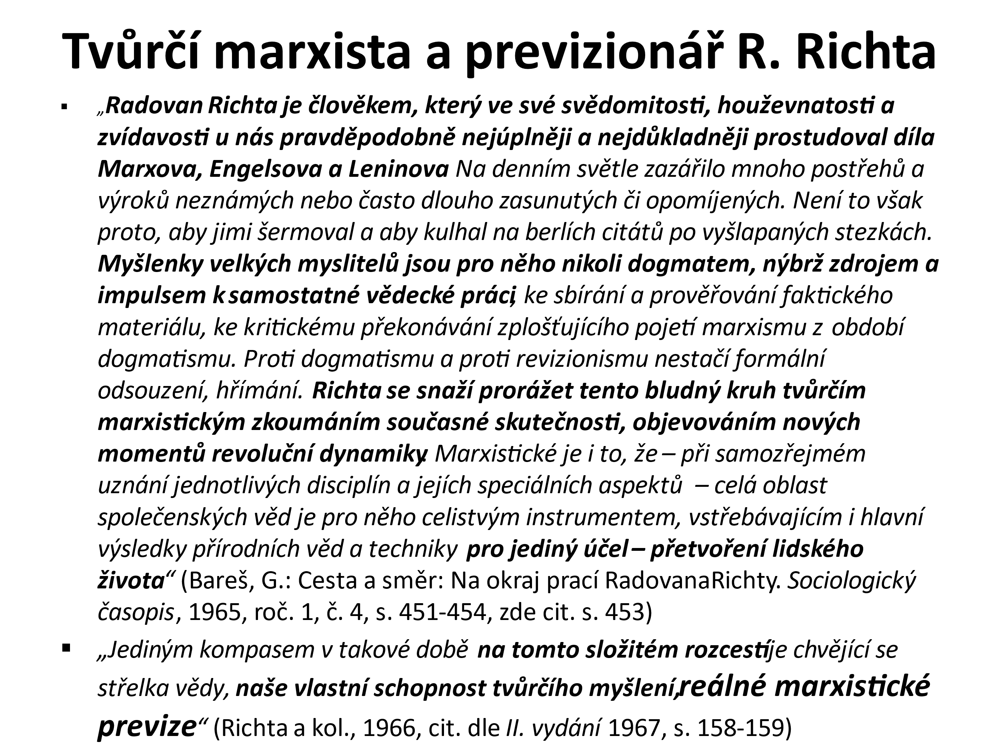 Tvůrčí marxista a previzionář R. Richta
▪ „Radovan Richta je člověkem, který ve své svědomitosti, houževnatosti a
zvídavosti u nás pravděpodobně nejúplněji a nejdůkladněji prostudoval díla
Marxova, Engelsova a Leninova Na denním světle zazářilo mnoho postřehů a
výroků neznámých nebo často dlouho zasunutých či opomíjených. Není to však
proto, aby jimi šermoval a aby kulhal na berlích citátů po vyšlapaných stezkách.
Myšlenky velkých myslitelů jsou pro něho nikoli dogmatem, nýbrž zdrojem a
impulsem k samostatné vědecké práci, ke sbírání a prověřování faktického
materiálu, ke kritickému překonávání zplošťujícího pojetí marxismu z období
dogmatismu. Proti dogmatismu a proti revizionismu nestačí formální
odsouzení, hřímání. Richta se snaží prorážet tento bludný kruh tvůrčím
marxistickým zkoumáním současné skutečnosti, objevováním nových
momentů revoluční dynamiky. Marxistické je i to, že – při samozřejmém
uznání jednotlivých disciplín a jejích speciálních aspektů – celá oblast
společenských věd je pro něho celistvým instrumentem, vstřebávajícím i hlavní
výsledky přírodních věd a techniky pro jediný účel – přetvoření lidského
života“ (Bareš, G.: Cesta a směr: Na okraj prací RadovanaRichty. Sociologický
časopis, 1965, roč. 1, č. 4, s. 451-454, zde cit. s. 453)
▪ „Jediným kompasem v takové době na tomto složitém rozcestí je chvějící se
střelka vědy, naše vlastní schopnost tvůrčího myšlení, reálné marxistické
previze“ (Richta a kol., 1966, cit. dle II. vydání 1967, s. 158-159)